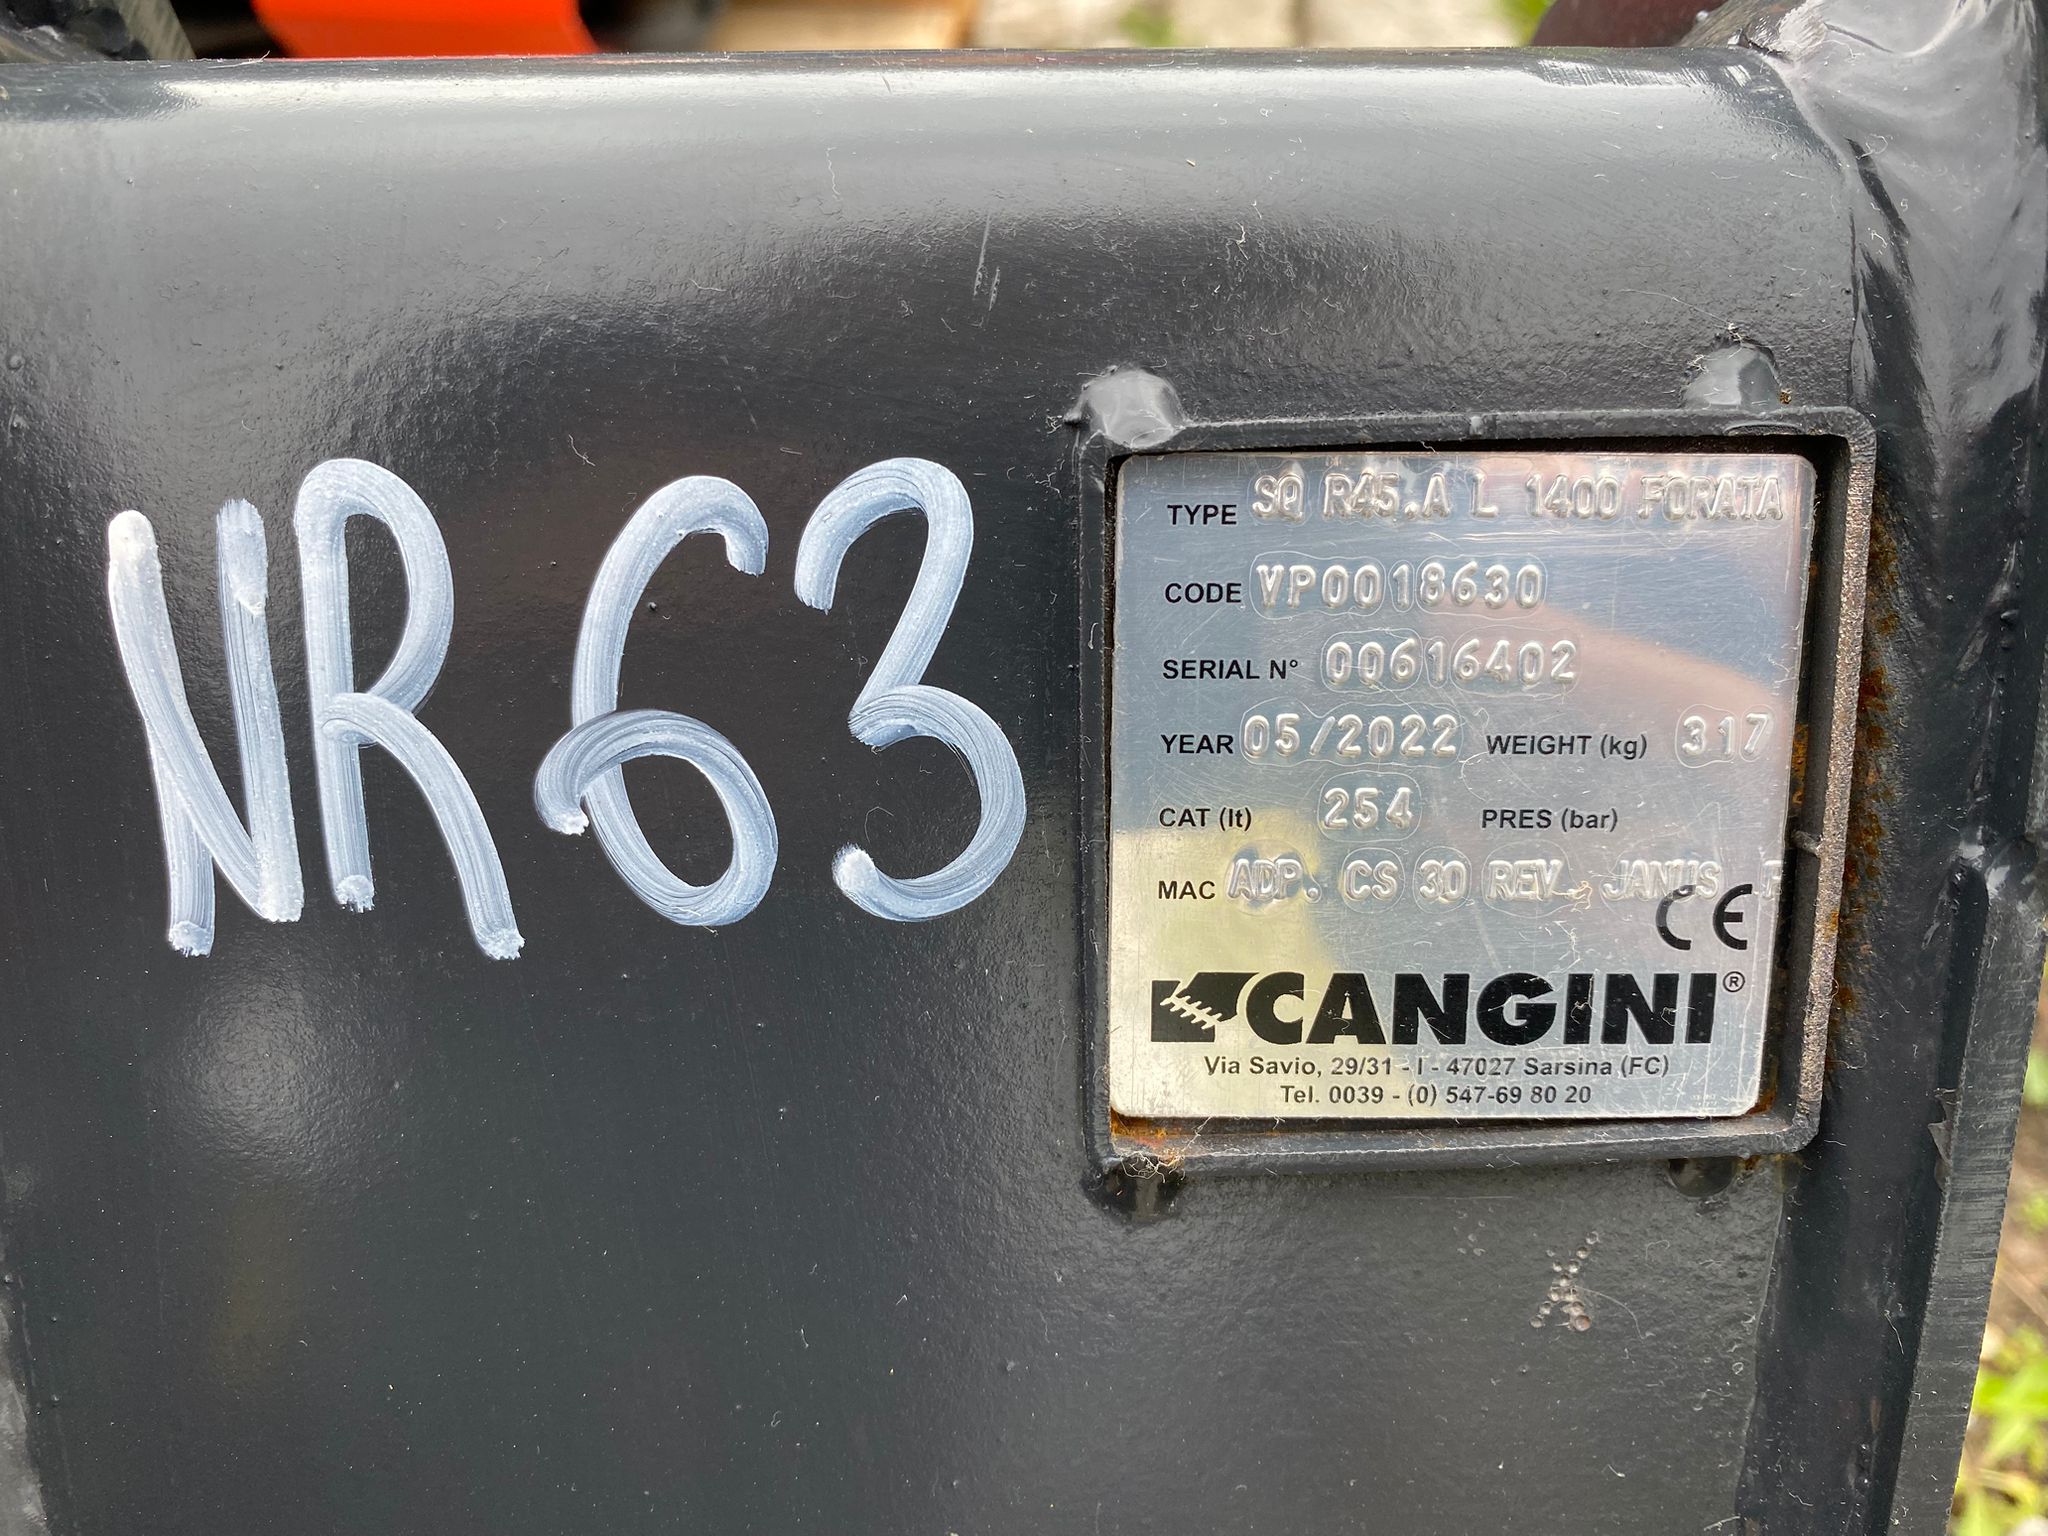 NR 63
TYPE SQ R45.A L 1400 FORATA
CODE VP0018630
SERIAL N° 00616402
YEAR 05/2022 WEIGHT (kg) 317
CAT (lt) 254 PRES (bar)
MAC ADP. CS 30 REV. JANUS
CE
CANGINI®
Via Savio, 29/31 - I - 47027 Sarsina (FC)
Tel. 0039 - (0) 547-69 80 20